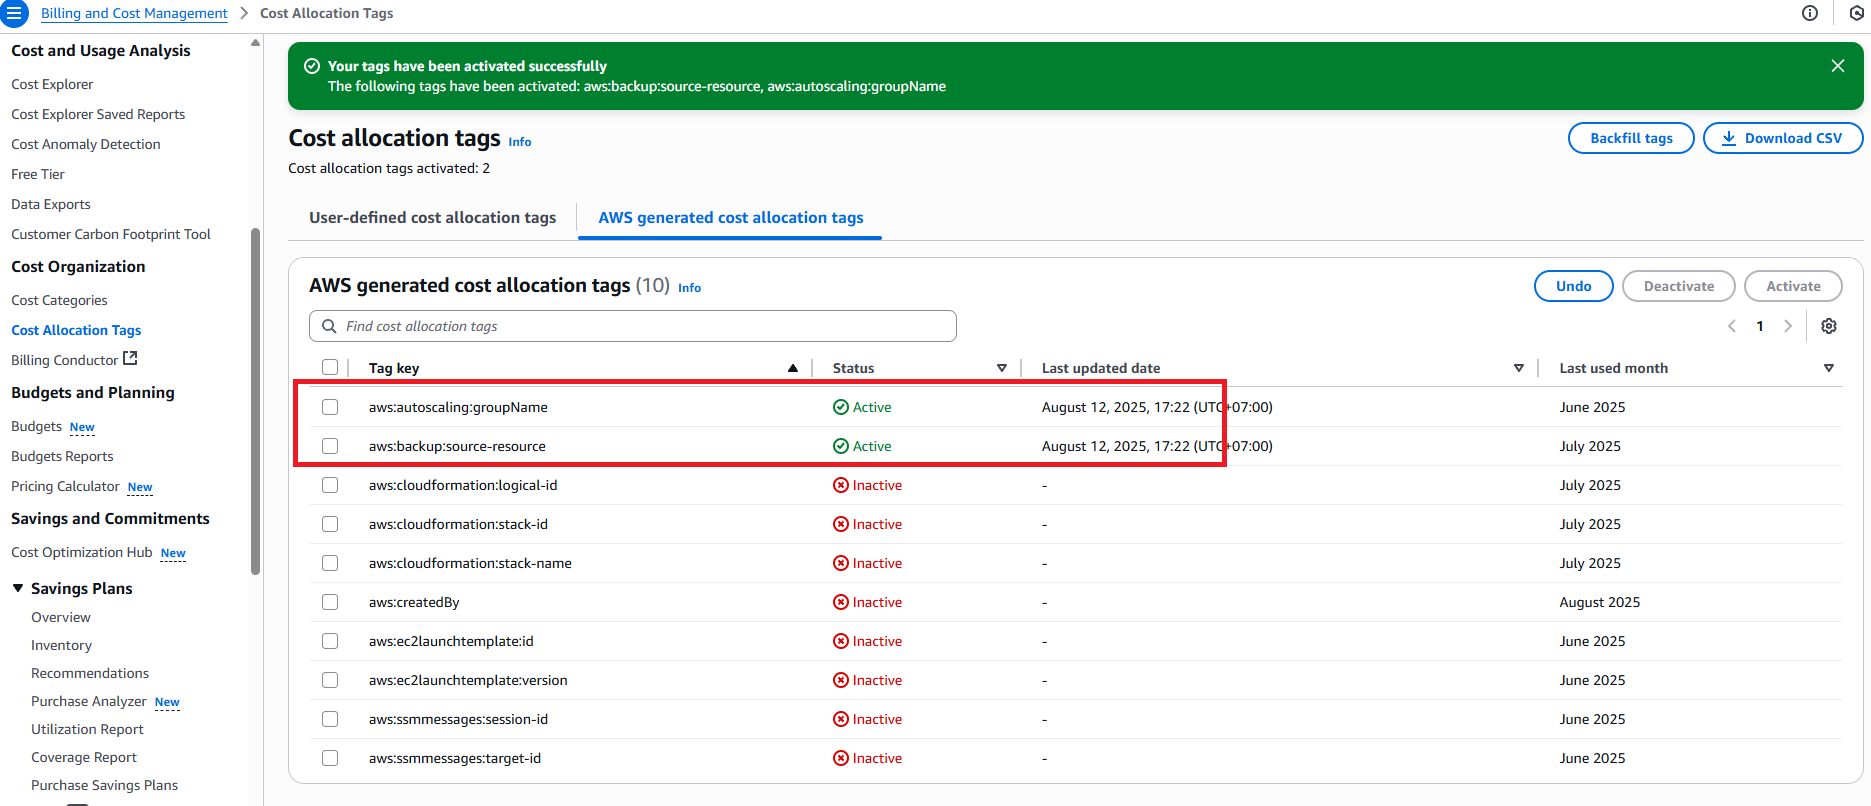 Billing and Cost Management > Cost Allocation Tags
Cost and Usage Analysis
Cost Explorer
Cost Explorer Saved Reports
Cost Anomaly Detection
Free Tier
Data Exports
Customer Carbon Footprint Tool
Cost Organization
Cost Categories
Cost Allocation Tags
Billing Conductor
Budgets and Planning
Budgets New
Budgets Reports
Pricing Calculator New
Savings and Commitments
Cost Optimization Hub New
Savings Plans
Overview
Inventory
Recommendations
Purchase Analyzer New
Utilization Report
Coverage Report
Purchase Savings Plans
Your tags have been activated successfully
The following tags have been activated: aws:backup:source-resource, aws:autoscaling:groupName
Cost allocation tags Info
Backfill tags Download CSV
Cost allocation tags activated: 2
User-defined cost allocation tags AWS generated cost allocation tags
AWS generated cost allocation tags (10) Info
Undo Deactivate Activate
Find cost allocation tags
1
Tag key Status Last updated date Last used month
aws:autoscaling:groupName Active August 12, 2025, 17:22 (UTC+07:00) June 2025
aws:backup:source-resource Active August 12, 2025, 17:22 (UTC+07:00) July 2025
aws:cloudformation:logical-id Inactive - July 2025
aws:cloudformation:stack-id Inactive - July 2025
aws:cloudformation:stack-name Inactive - July 2025
aws:createdBy Inactive - August 2025
aws:ec2launchtemplate:id Inactive - June 2025
aws:ec2launchtemplate:version Inactive - June 2025
aws:ssmmessages:session-id Inactive - June 2025
aws:ssmmessages:target-id Inactive - June 2025